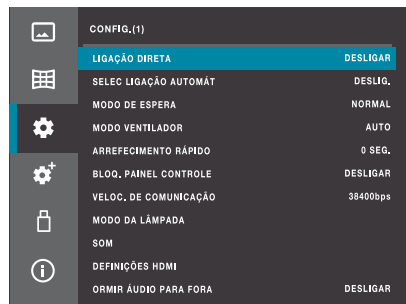 CONFIG.(1)
LIGAÇÃO DIRETA DESLIGAR
SELEC LIGAÇÃO AUTOMÁT DESLIG.
MODO DE ESPERA NORMAL
MODO VENTILADOR AUTO
ARREFECIMENTO RÁPIDO 0 SEG.
BLOQ. PAINEL CONTROLE DESLIGAR
VELOC. DE COMUNICAÇÃO 38400bps
MODO DA LÂMPADA
SOM
DEFINIÇÕES HDMI
ORMIR ÁUDIO PARA FORA DESLIGAR